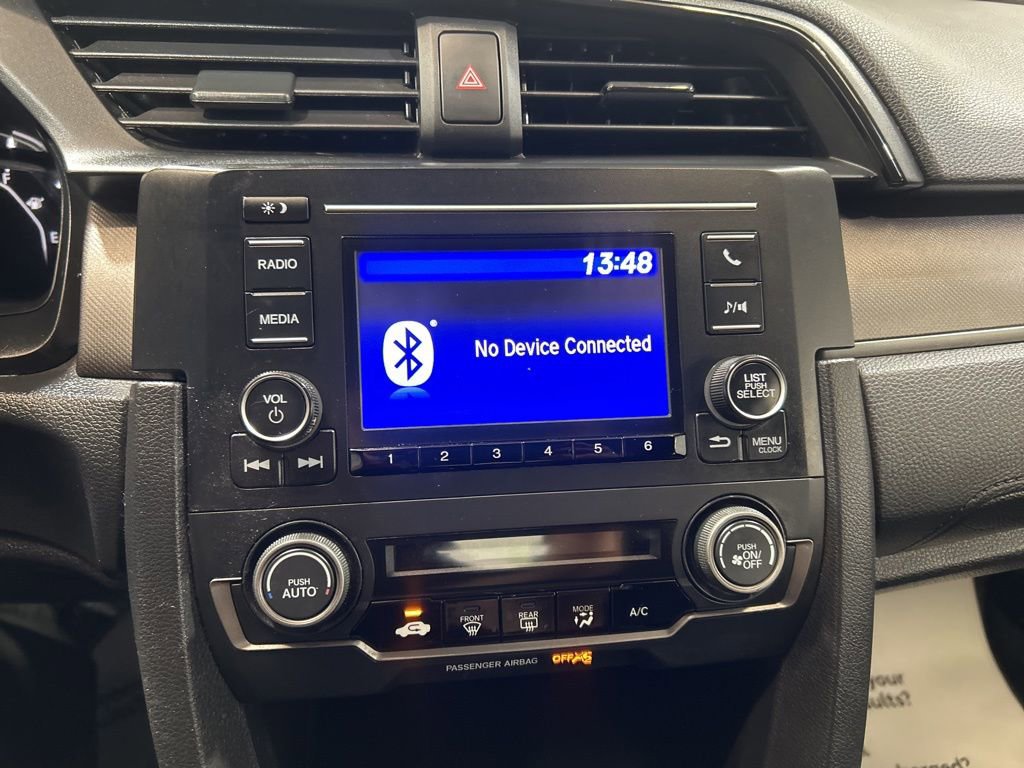 F
E
RADIO
MEDIA
13:48
No Device Connected
VOL
LIST
PUSH
SELECT
MENU
CLOCK
1 2 3 4 5 6
PUSH
AUTO
FRONT
REAR
MODE
A/C
PUSH
ON/
OFF
PASSENGER AIRBAG OFF